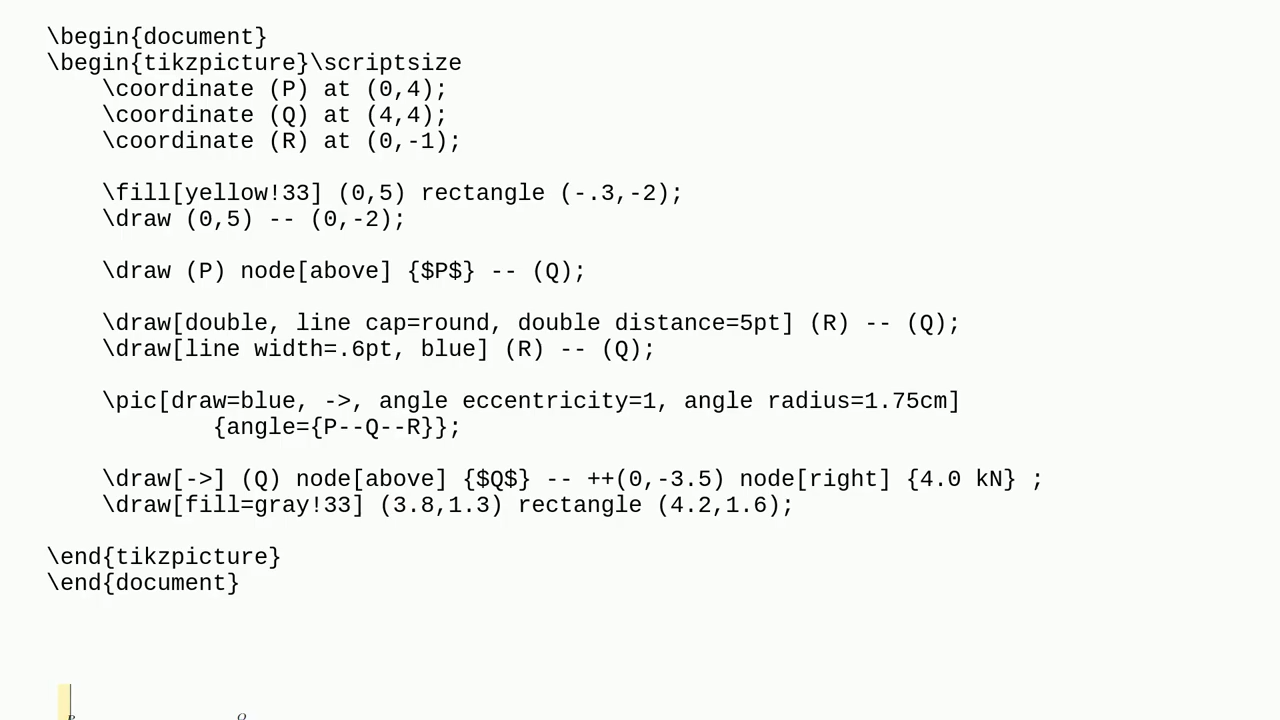 \begin{document}
\begin{tikzpicture}\scriptsize
    \coordinate (P) at (0,4);
    \coordinate (Q) at (4,4);
    \coordinate (R) at (0,-1);

    \fill[yellow!33] (0,5) rectangle (-.3,-2);
    \draw (0,5) -- (0,-2);

    \draw (P) node[above] {$P$} -- (Q);

    \draw[double, line cap=round, double distance=5pt] (R) -- (Q);
    \draw[line width=.6pt, blue] (R) -- (Q);

    \pic[draw=blue, ->, angle eccentricity=1, angle radius=1.75cm]
            {angle={P--Q--R}};

    \draw[->] (Q) node[above] {$Q$} -- ++(0,-3.5) node[right] {4.0 kN} ;
    \draw[fill=gray!33] (3.8,1.3) rectangle (4.2,1.6);

\end{tikzpicture}
\end{document}
P Q